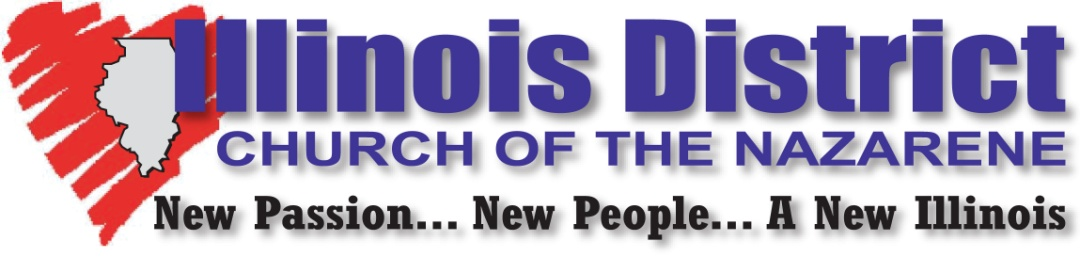 Illinois District
CHURCH OF THE NAZARENE
New Passion... New People... A New Illinois